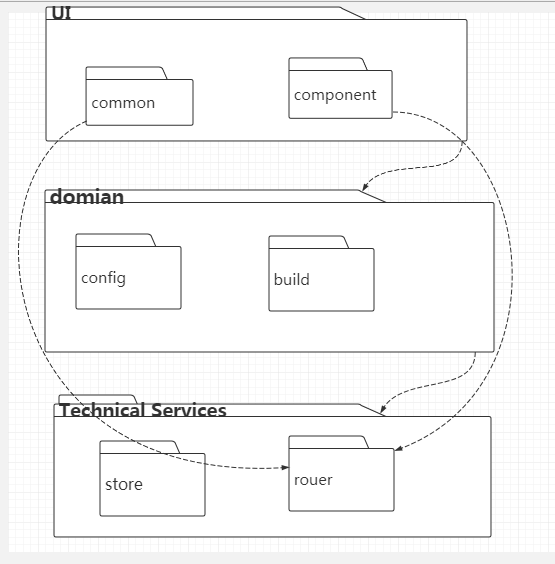 UI
common
component
domian
config
build
Technical Services
store
rouer